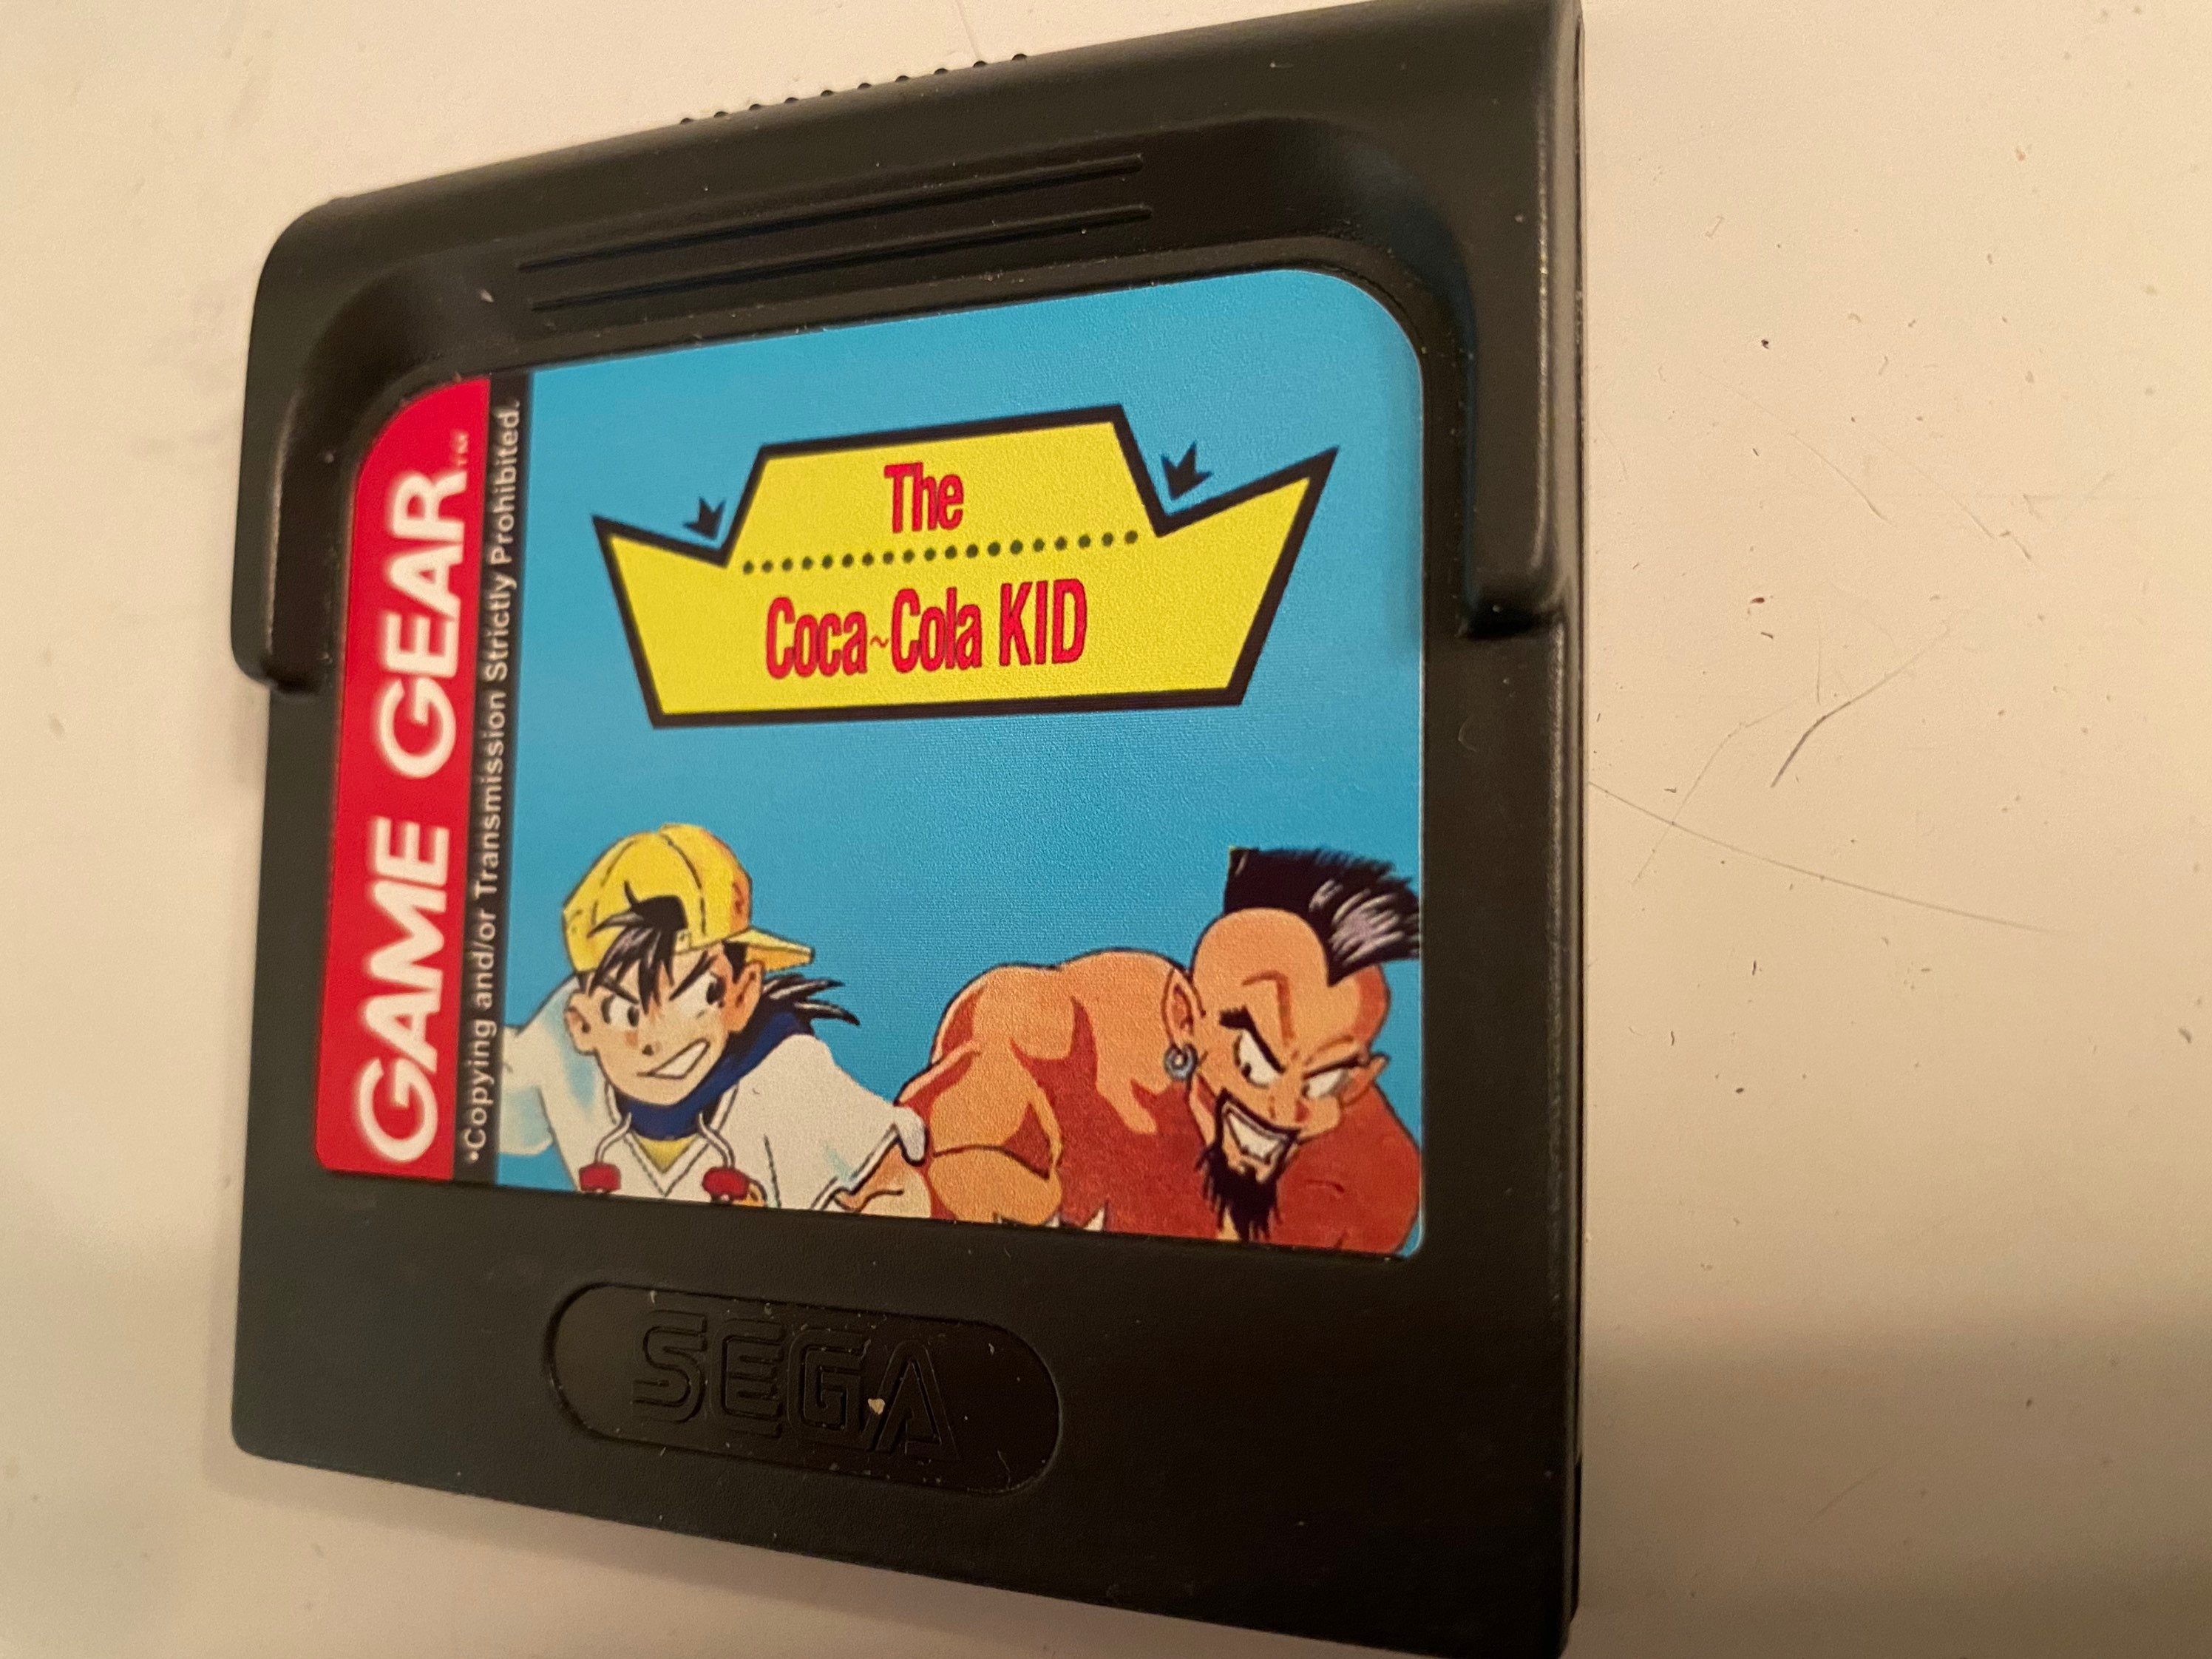 GAME GEAR™
•Copying and/or Transmission Strictly Prohibited.
The
Coca~Cola KID
SEGA